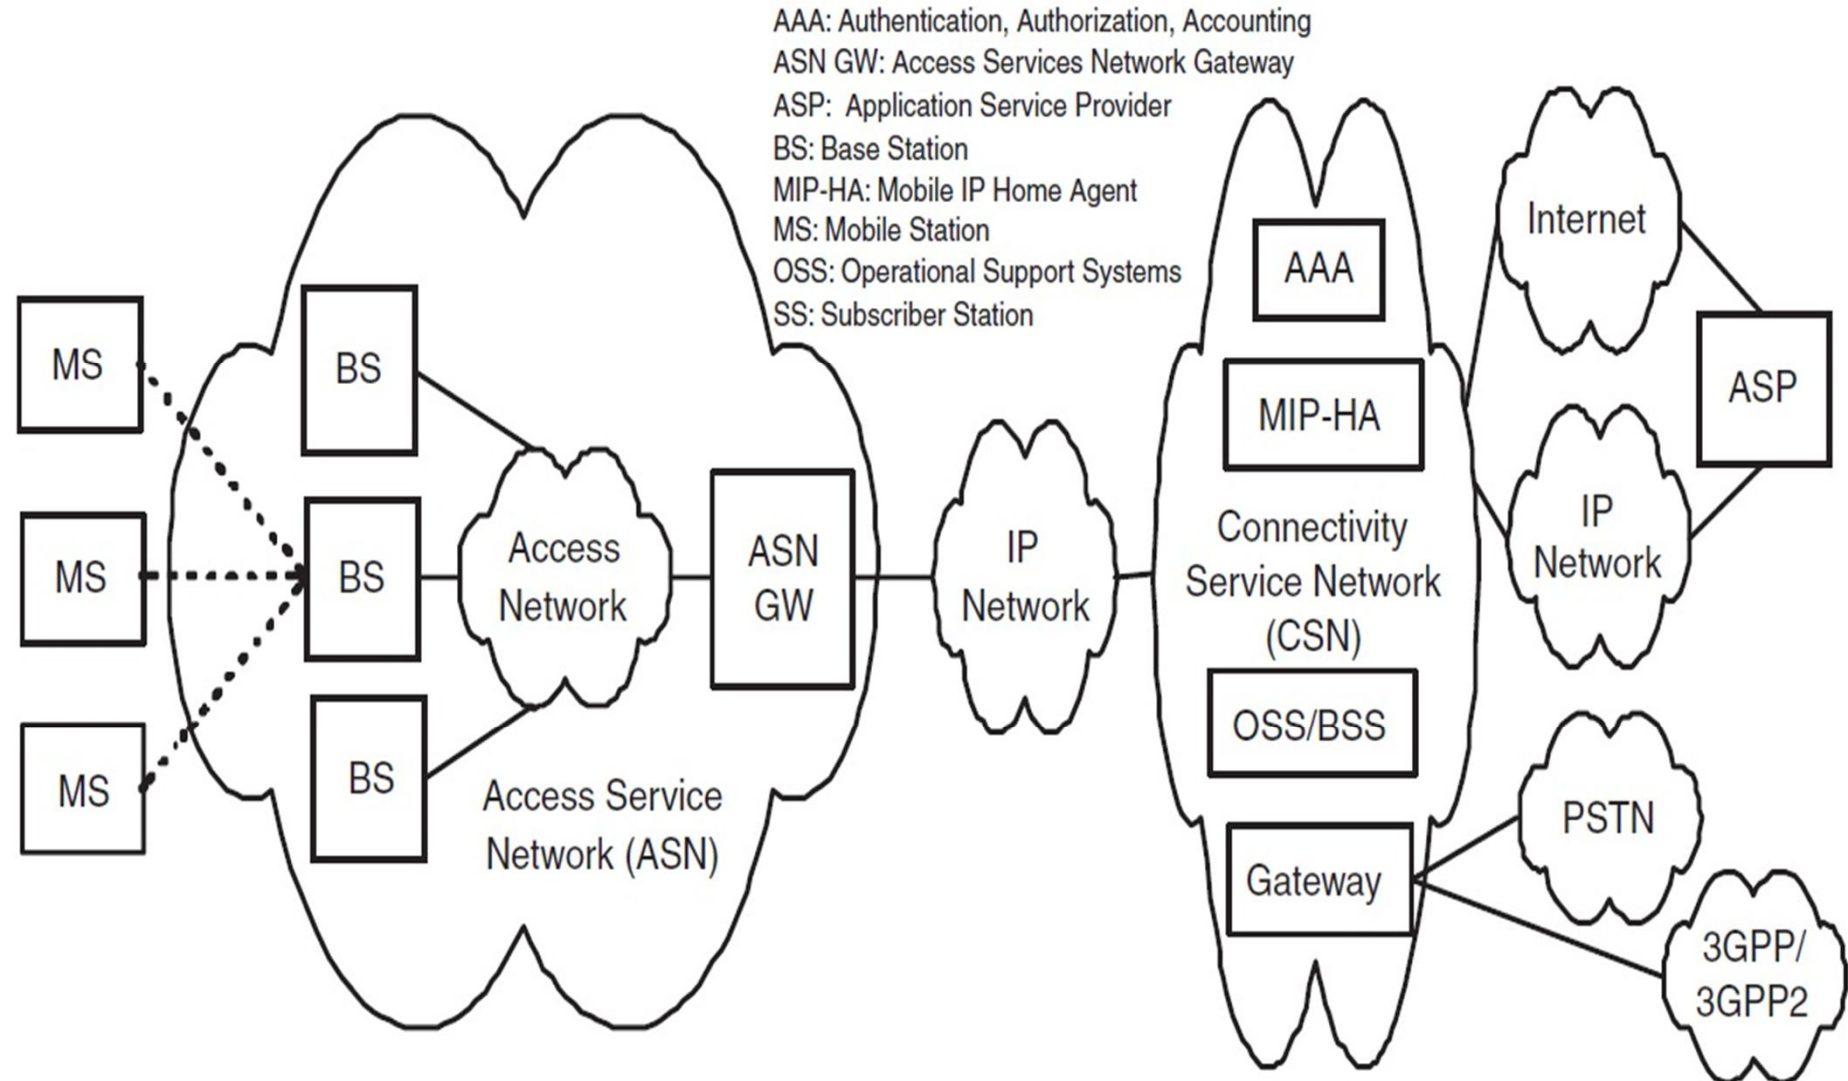 AAA: Authentication, Authorization, Accounting
ASN GW: Access Services Network Gateway
ASP: Application Service Provider
BS: Base Station
MIP-HA: Mobile IP Home Agent
MS: Mobile Station
OSS: Operational Support Systems
SS: Subscriber Station
MS
MS
MS
BS
BS
BS
Access
Network
ASN
GW
Access Service
Network (ASN)
IP
Network
AAA
MIP-HA
Connectivity
Service Network
(CSN)
OSS/BSS
Gateway
Internet
ASP
IP
Network
PSTN
3GPP/
3GPP2